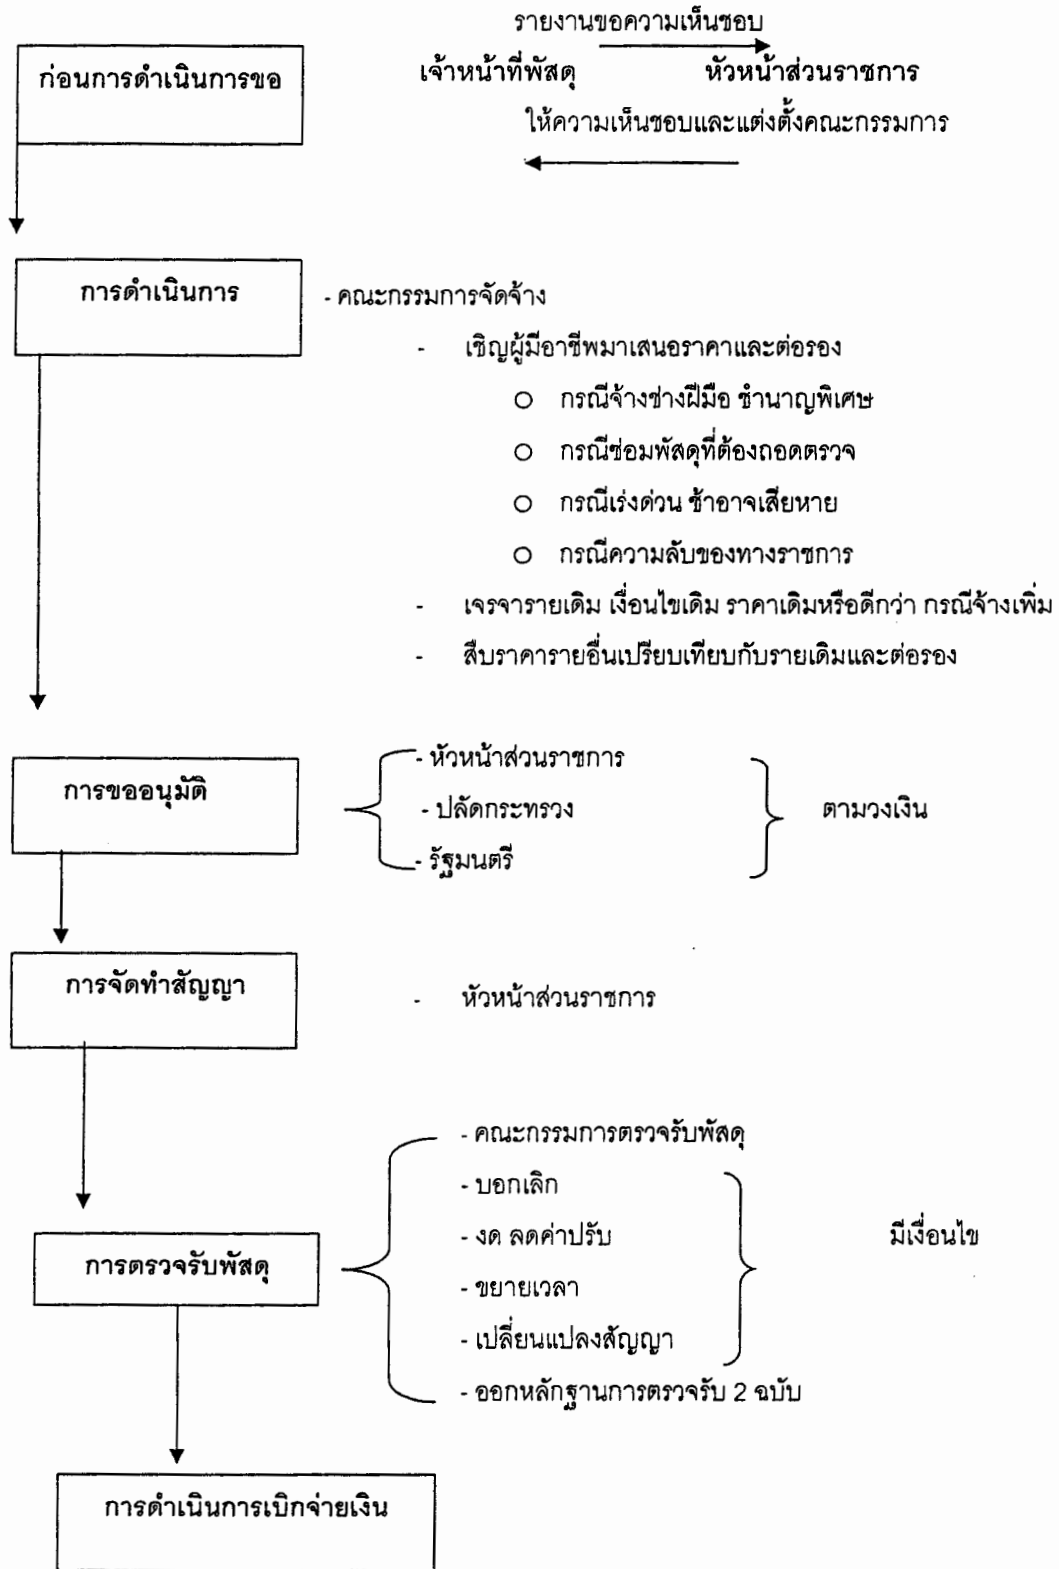 รายงานขอความเห็นชอบ
ก่อนการดำเนินการขอ
เจ้าหน้าที่พัสดุ หัวหน้าส่วนราชการ
ให้ความเห็นชอบและแต่งตั้งคณะกรรมการ
การดำเนินการ
- คณะกรรมการจัดจ้าง
- เชิญผู้มีอาชีพมาเสนอราคาและต่อรอง
○ กรณีจ้างช่างฝีมือ ชำนาญพิเศษ
○ กรณีซ่อมพัสดุที่ต้องถอดตรวจ
○ กรณีเร่งด่วน ช้าอาจเสียหาย
○ กรณีความลับของทางราชการ
- เจรจารายเดิม เงื่อนไขเดิม ราคาเดิมหรือดีกว่า กรณีจ้างเพิ่ม
- สืบราคารายอื่นเปรียบเทียบกับรายเดิมและต่อรอง
การขออนุมัติ
- หัวหน้าส่วนราชการ
- ปลัดกระทรวง
- รัฐมนตรี
ตามวงเงิน
การจัดทำสัญญา
- หัวหน้าส่วนราชการ
การตรวจรับพัสดุ
- คณะกรรมการตรวจรับพัสดุ
- บอกเลิก
- งด ลดค่าปรับ
- ขยายเวลา
- เปลี่ยนแปลงสัญญา
- ออกหลักฐานการตรวจรับ 2 ฉบับ
มีเงื่อนไข
การดำเนินการเบิกจ่ายเงิน